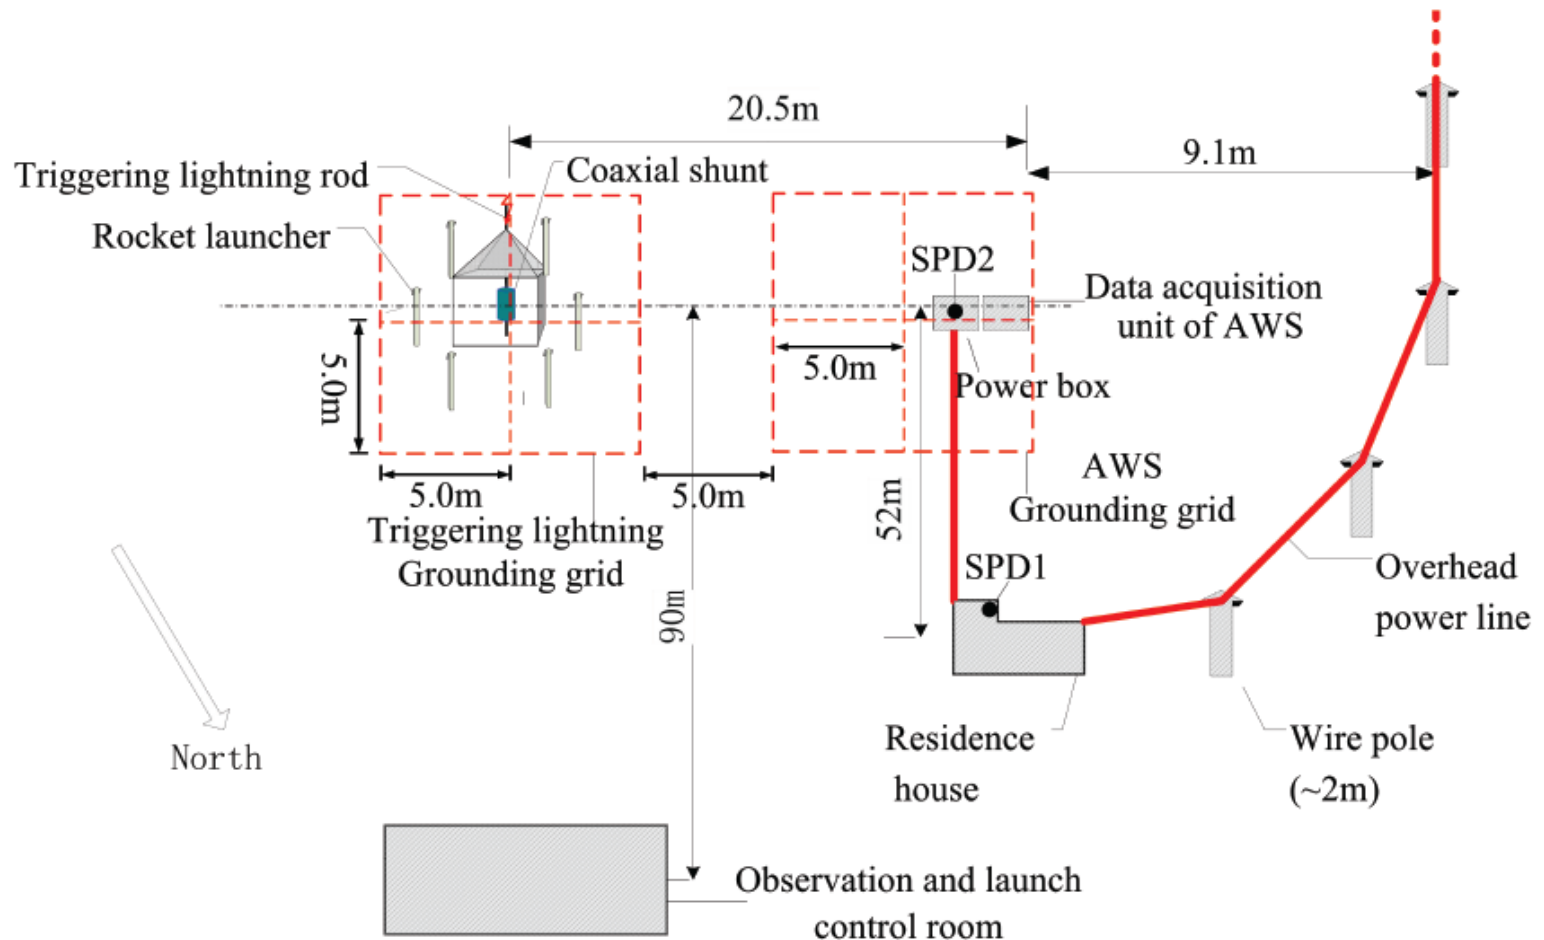 20.5m
9.1m
Triggering lightning rod
Coaxial shunt
Rocket launcher
SPD2
Data acquisition
unit of AWS
5.0m
5.0m
Power box
5.0m
5.0m
AWS
Grounding grid
52m
Triggering lightning
Grounding grid
SPD1
90m
Overhead
power line
North
Residence
house
Wire pole
(~2m)
Observation and launch
control room